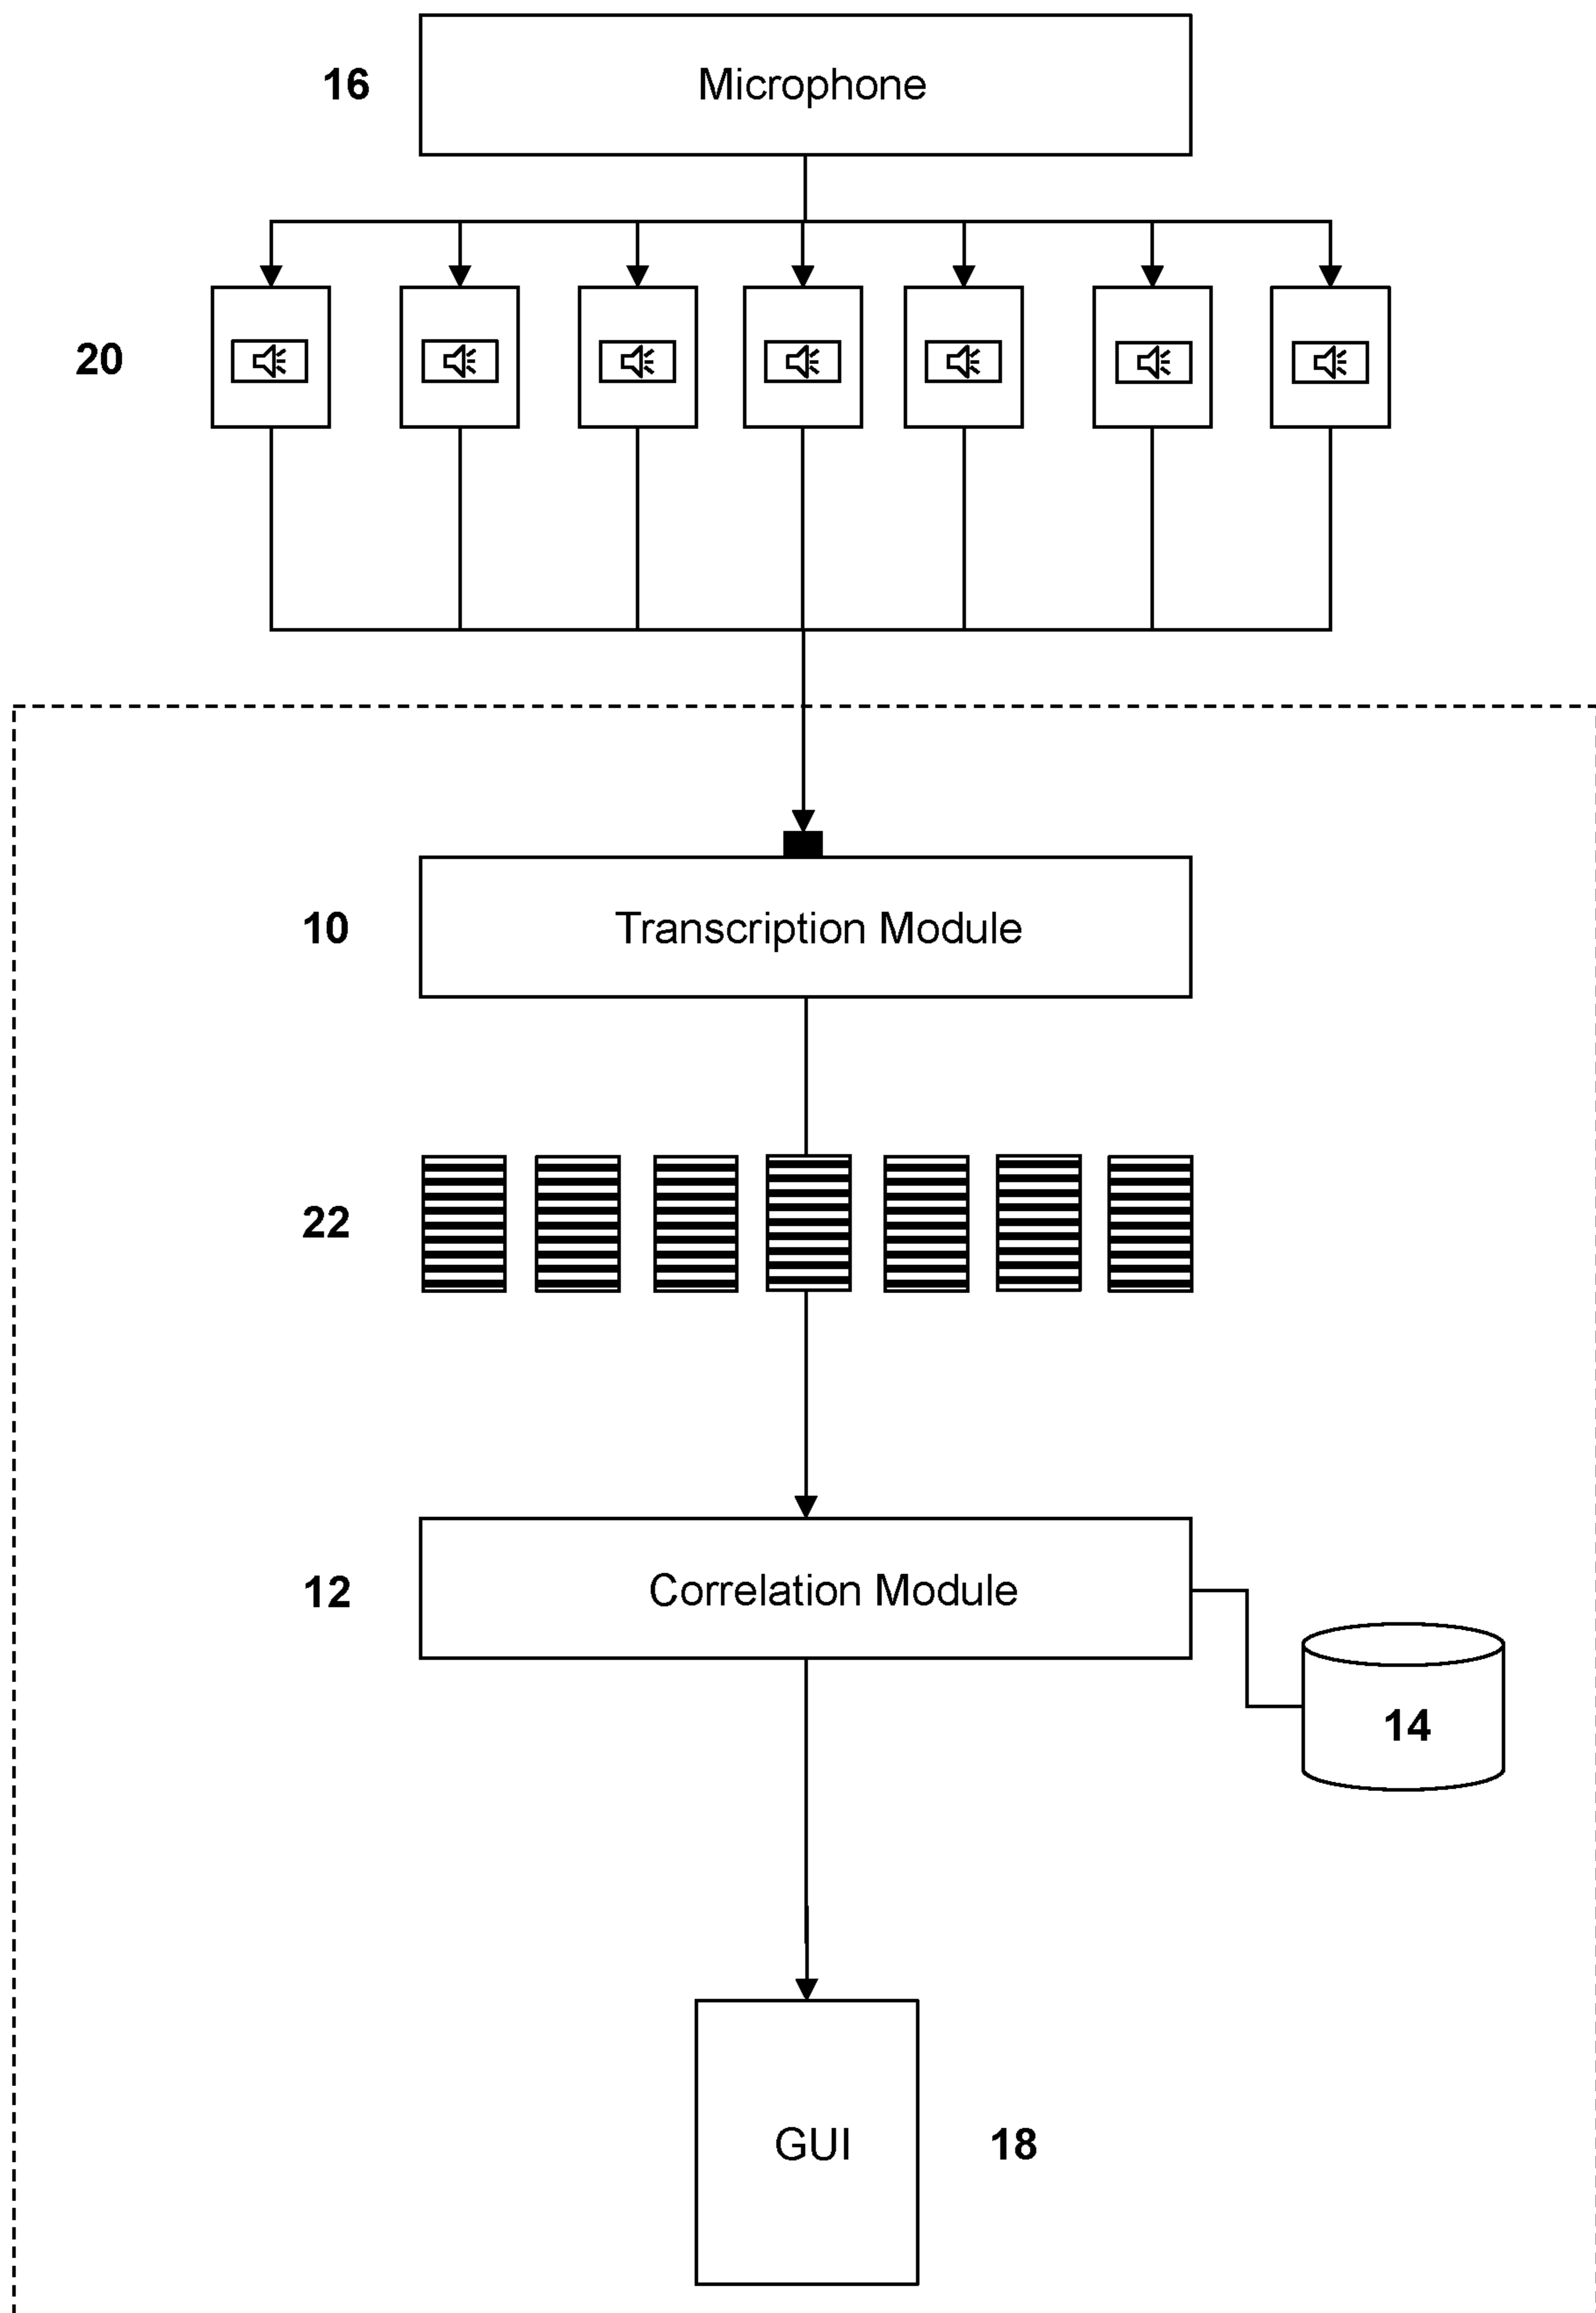 16 Microphone
20
10 Transcription Module
22
12 Correlation Module
14
GUI 18